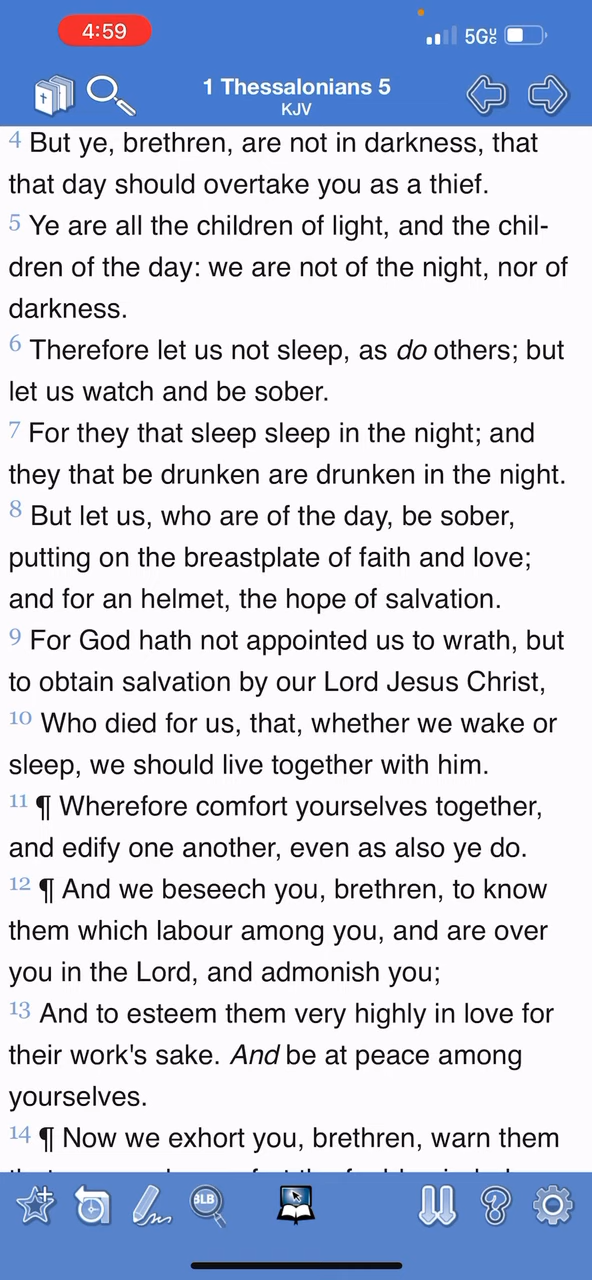 4:59
5G
1 Thessalonians 5
KJV
4 But ye, brethren, are not in darkness, that
that day should overtake you as a thief.
5 Ye are all the children of light, and the chil-
dren of the day: we are not of the night, nor of
darkness.
6 Therefore let us not sleep, as do others; but
let us watch and be sober.
7 For they that sleep sleep in the night; and
they that be drunken are drunken in the night.
8 But let us, who are of the day, be sober,
putting on the breastplate of faith and love;
and for an helmet, the hope of salvation.
9 For God hath not appointed us to wrath, but
to obtain salvation by our Lord Jesus Christ,
10 Who died for us, that, whether we wake or
sleep, we should live together with him.
11 ¶ Wherefore comfort yourselves together,
and edify one another, even as also ye do.
12 ¶ And we beseech you, brethren, to know
them which labour among you, and are over
you in the Lord, and admonish you;
13 And to esteem them very highly in love for
their work's sake. And be at peace among
yourselves.
14 ¶ Now we exhort you, brethren, warn them
BLB